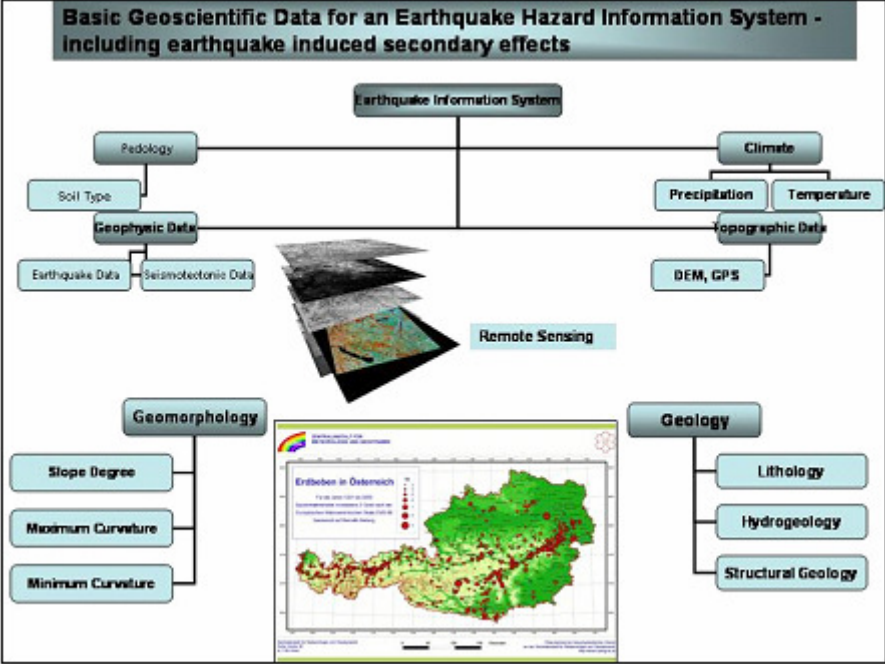 Basic Geoscientific Data for an Earthquake Hazard Information System -
including earthquake induced secondary effects
Earthquake Information System
Pedology
Climate
Soil Type
Precipitation
Temperature
Geophysic Data
Topographic Data
Earthquake Data
Seismotectonic Data
DEM, GPS
Remote Sensing
Geomorphology
Geology
Slope Degree
Lithology
Maximum Curvature
Hydrogeology
Minimum Curvature
Structural Geology
Erdbeben in Österreich